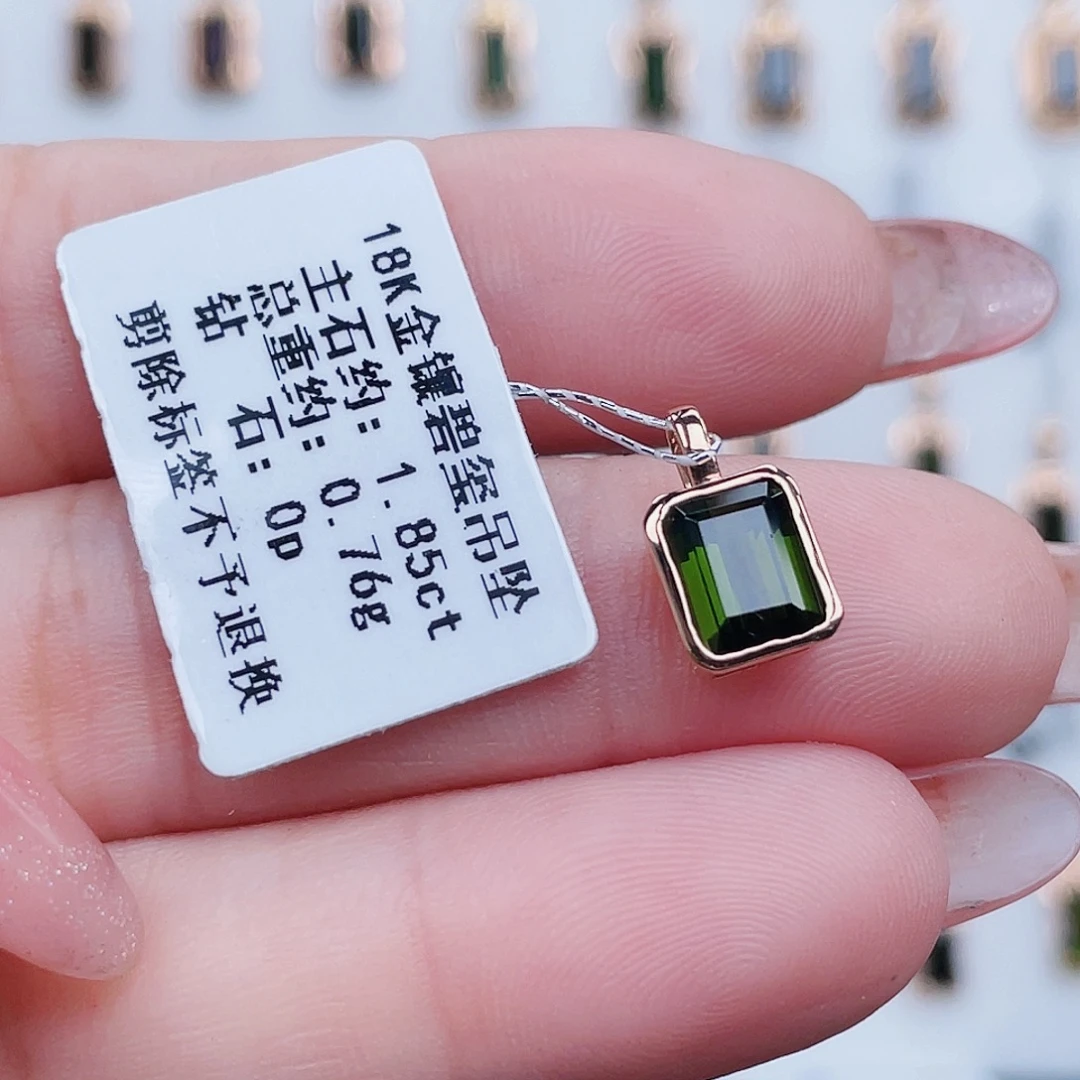 18K金镶碧玺吊坠
主石约: 1.85ct
总重约: 0.76g
钻 石: 0p
剪除标签不予退换